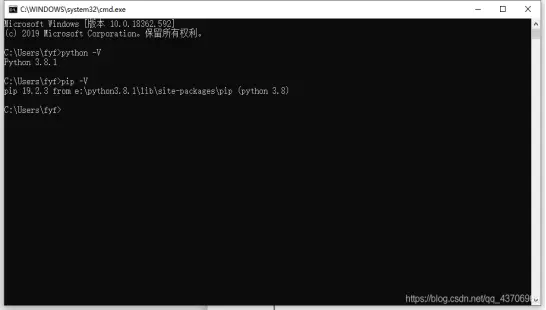 C:\WINDOWS\system32\cmd.exe
Microsoft Windows [版本 10.0.18362.592]
(c) 2019 Microsoft Corporation。保留所有权利。
C:\Users\fyf>python -V
Python 3.8.1
C:\Users\fyf>pip -V
pip 19.2.3 from e:\python3.8.1\lib\site-packages\pip (python 3.8)
C:\Users\fyf>
https://blog.csdn.net/qq_4370690